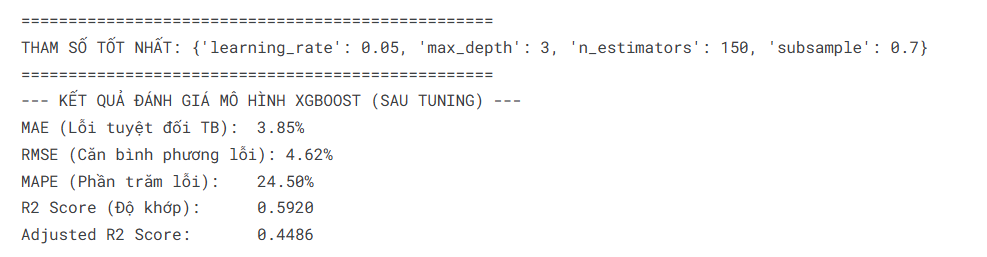 ==================================================
THAM SỐ TỐT NHẤT: {'learning_rate': 0.05, 'max_depth': 3, 'n_estimators': 150, 'subsample': 0.7}
==================================================
--- KẾT QUẢ ĐÁNH GIÁ MÔ HÌNH XGBOOST (SAU TUNING) ---
MAE (Lỗi tuyệt đối TB):  3.85%
RMSE (Căn bình phương lỗi): 4.62%
MAPE (Phần trăm lỗi):    24.50%
R2 Score (Độ khớp):      0.5920
Adjusted R2 Score:       0.4486